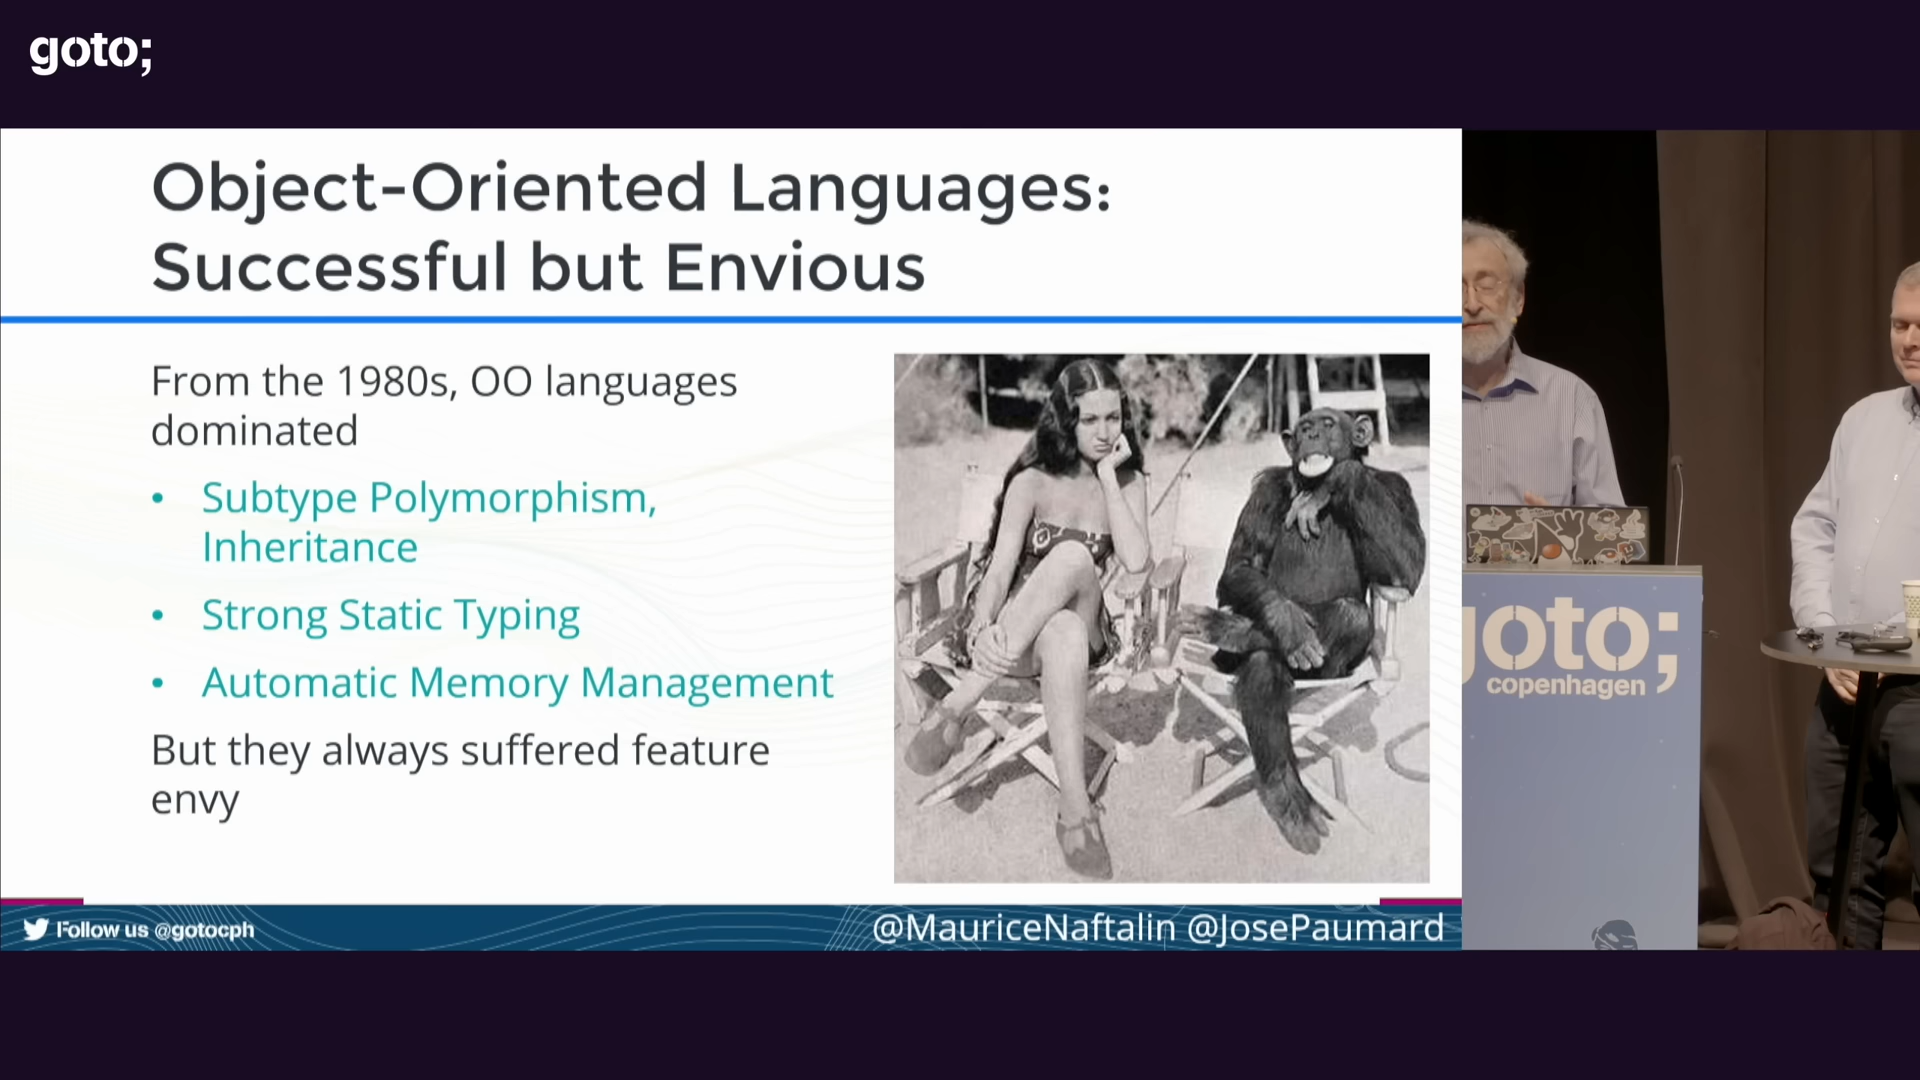 goto;
Object-Oriented Languages:
Successful but Envious
From the 1980s, OO languages
dominated
• Subtype Polymorphism,
Inheritance
• Strong Static Typing
• Automatic Memory Management
But they always suffered feature
envy
Follow us @gotocph
@MauriceNaftalin @JosePaumard
goto;
copenhagen